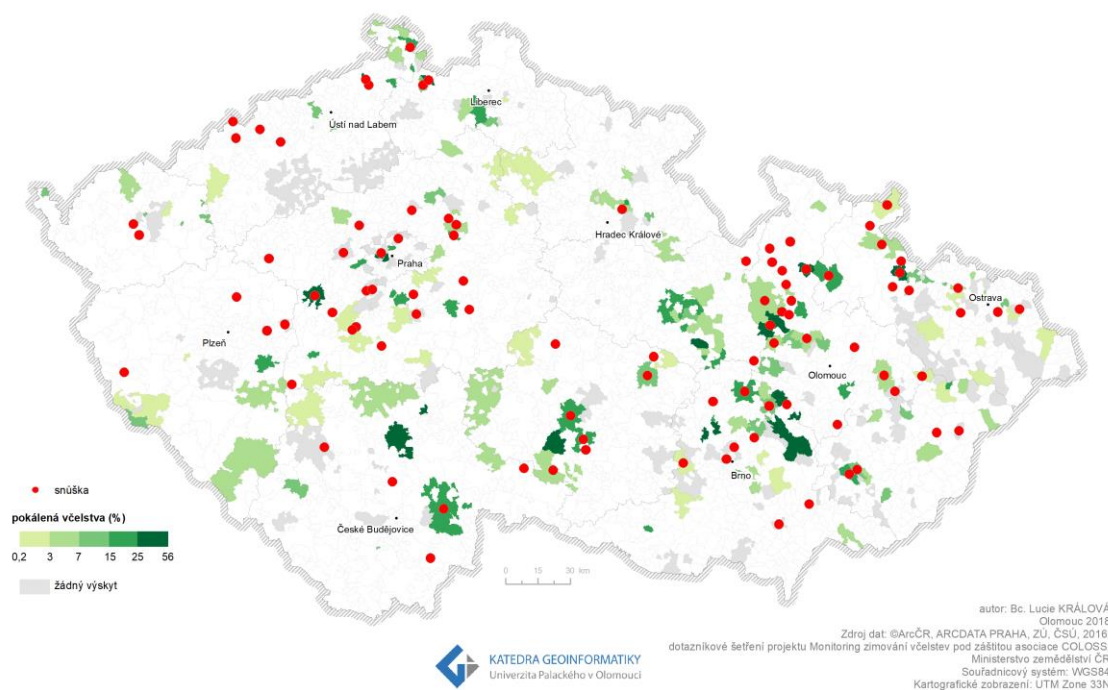 Liberec
Ústí nad Labem
Hradec Králové
Praha
Ostrava
Plzeň
Olomouc
Brno
České Budějovice
snůška
pokálená včelstva (%)
0,2 3 7 15 25 56
žádný výskyt
0 15 30 km
autor: Bc. Lucie KRÁLOVÁ
Olomouc 2018
Zdroj dat: ©ArcČR, ARCDATA PRAHA, ZÚ, ČSÚ, 2016
dotazníkové šetření projektu Monitoring zimování včelstev pod záštitou asociace COLOSS
Ministerstvo zemědělství ČR
Souřadnicový systém: WGS84
Kartografické zobrazení: UTM Zone 33N
KATEDRA GEOINFORMATIKY
Univerzita Palackého v Olomouci